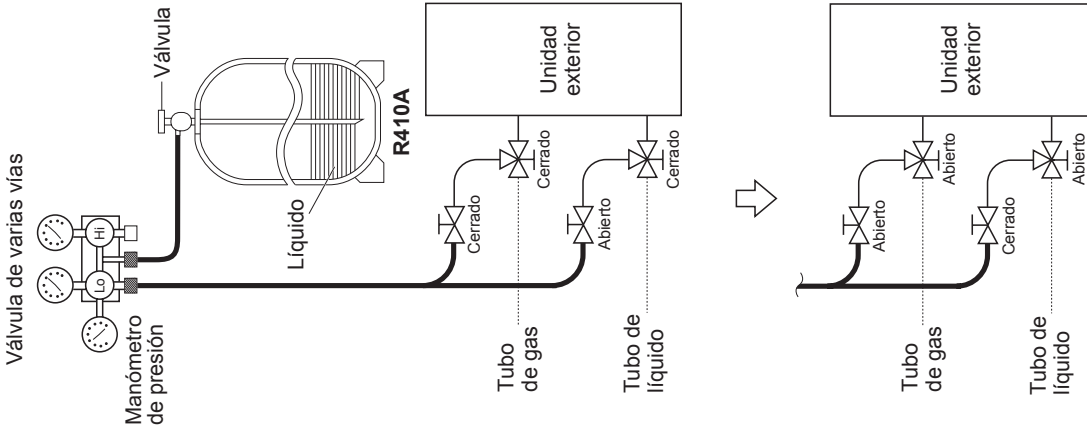 Válvula de varias vías
Lo
Hi
Manómetro
de presión
Válvula
Líquido
R410A
Unidad
exterior
Cerrado
Cerrado
Abierto
Cerrado
Tubo
de gas
Tubo de
líquido
Unidad
exterior
Abierto
Abierto
Cerrado
Abierto
Tubo
de gas
Tubo de
líquido